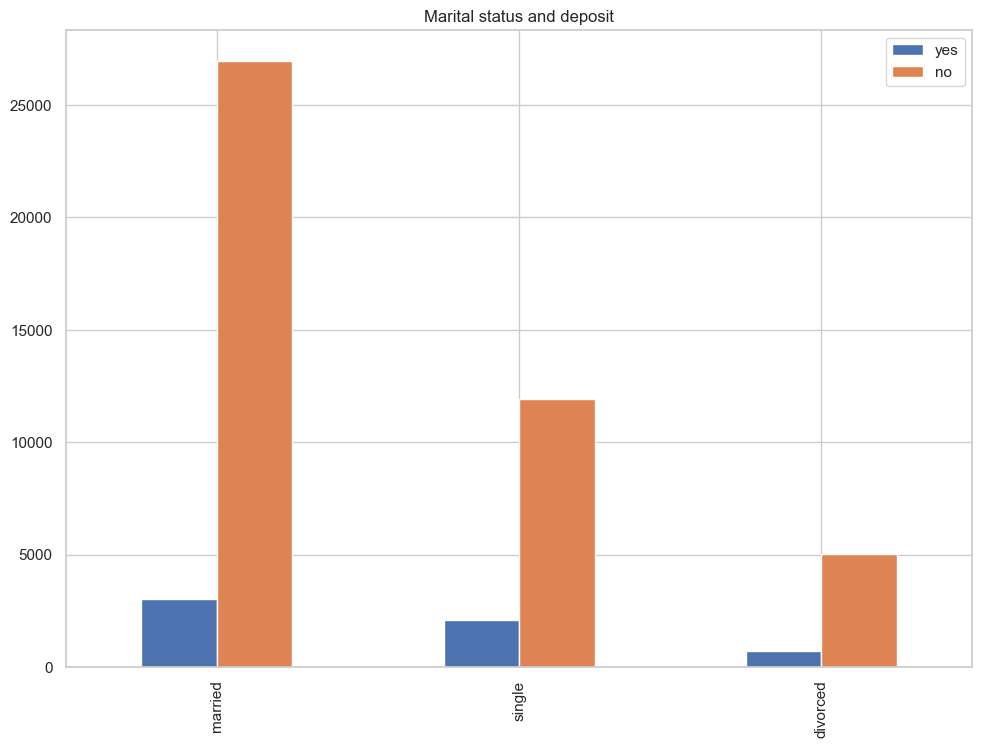 Marital status and deposit
yes
no
25000
20000
15000
10000
5000
0
married
single
divorced